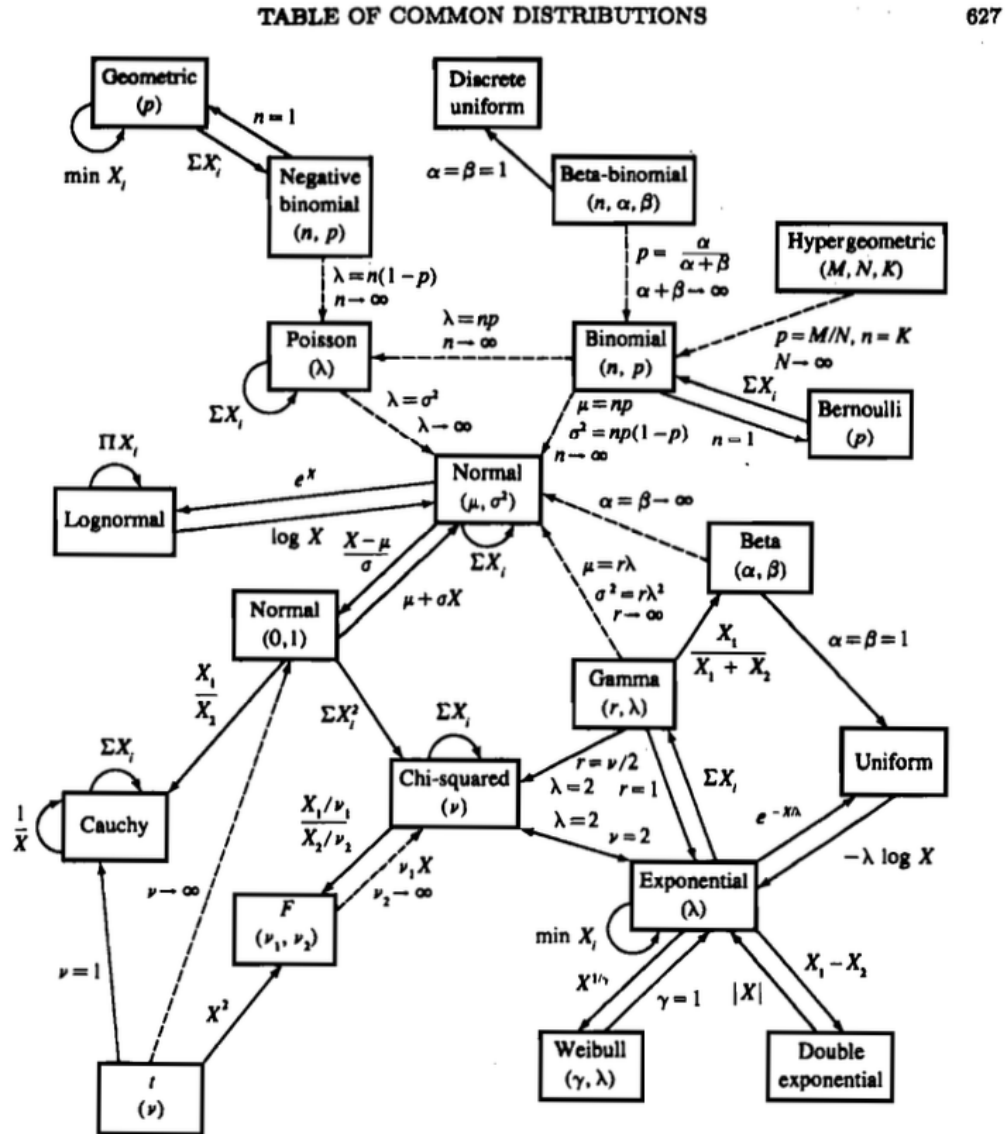 TABLE OF COMMON DISTRIBUTIONS
627
Geometric
(p)
min X_i
n = 1
ΣX_i
Negative
binomial
(n, p)
Discrete
uniform
α = β = 1
Beta-binomial
(n, α, β)
Hypergeometric
(M, N, K)
λ = n(1 − p)
n → ∞
p = α/(α + β)
α + β → ∞
p = M/N, n = K
N → ∞
Poisson
(λ)
ΣX_i
λ = np
n → ∞
Binomial
(n, p)
ΣX_i
n = 1
Bernoulli
(p)
λ = σ²
λ → ∞
μ = np
σ² = np(1 − p)
n → ∞
ΠX_i
Lognormal
e^X
log X
Normal
(μ, σ²)
ΣX_i
α = β → ∞
Beta
(α, β)
(X − μ)/σ
μ + σX
μ = rλ
σ² = rλ²
r → ∞
X_1/(X_1 + X_2)
α = β = 1
Normal
(0,1)
X_1/X_2
ΣX_i²
Gamma
(r, λ)
Uniform
ΣX_i
Cauchy
1/X
ΣX_i
Chi-squared
(ν)
r = ν/2
λ = 2
r = 1
ΣX_i
λ = 2
ν = 2
e^{−X/λ}
−λ log X
(X_1/ν_1)/(X_2/ν_2)
ν_1X
ν_2 → ∞
ν → ∞
F
(ν_1, ν_2)
Exponential
(λ)
min X_i
ν = 1
X²
X^{1/γ}
γ = 1
|X|
X_1 − X_2
t
(ν)
Weibull
(γ, λ)
Double
exponential